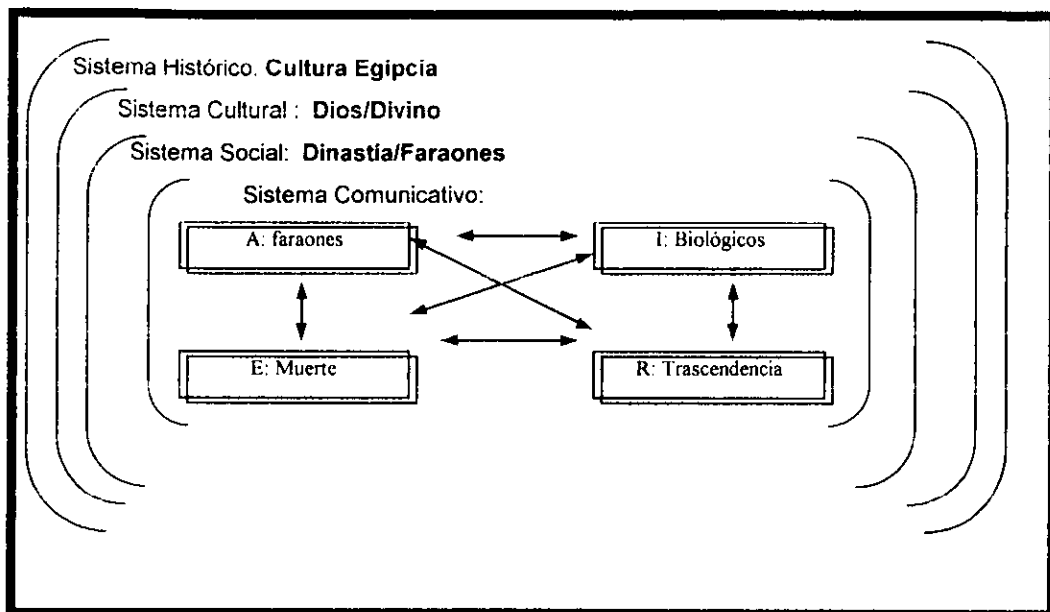 Sistema Histórico. Cultura Egipcia
Sistema Cultural : Dios/Divino
Sistema Social: Dinastía/Faraones
Sistema Comunicativo:
A: faraones
I: Biológicos
E: Muerte
R: Trascendencia